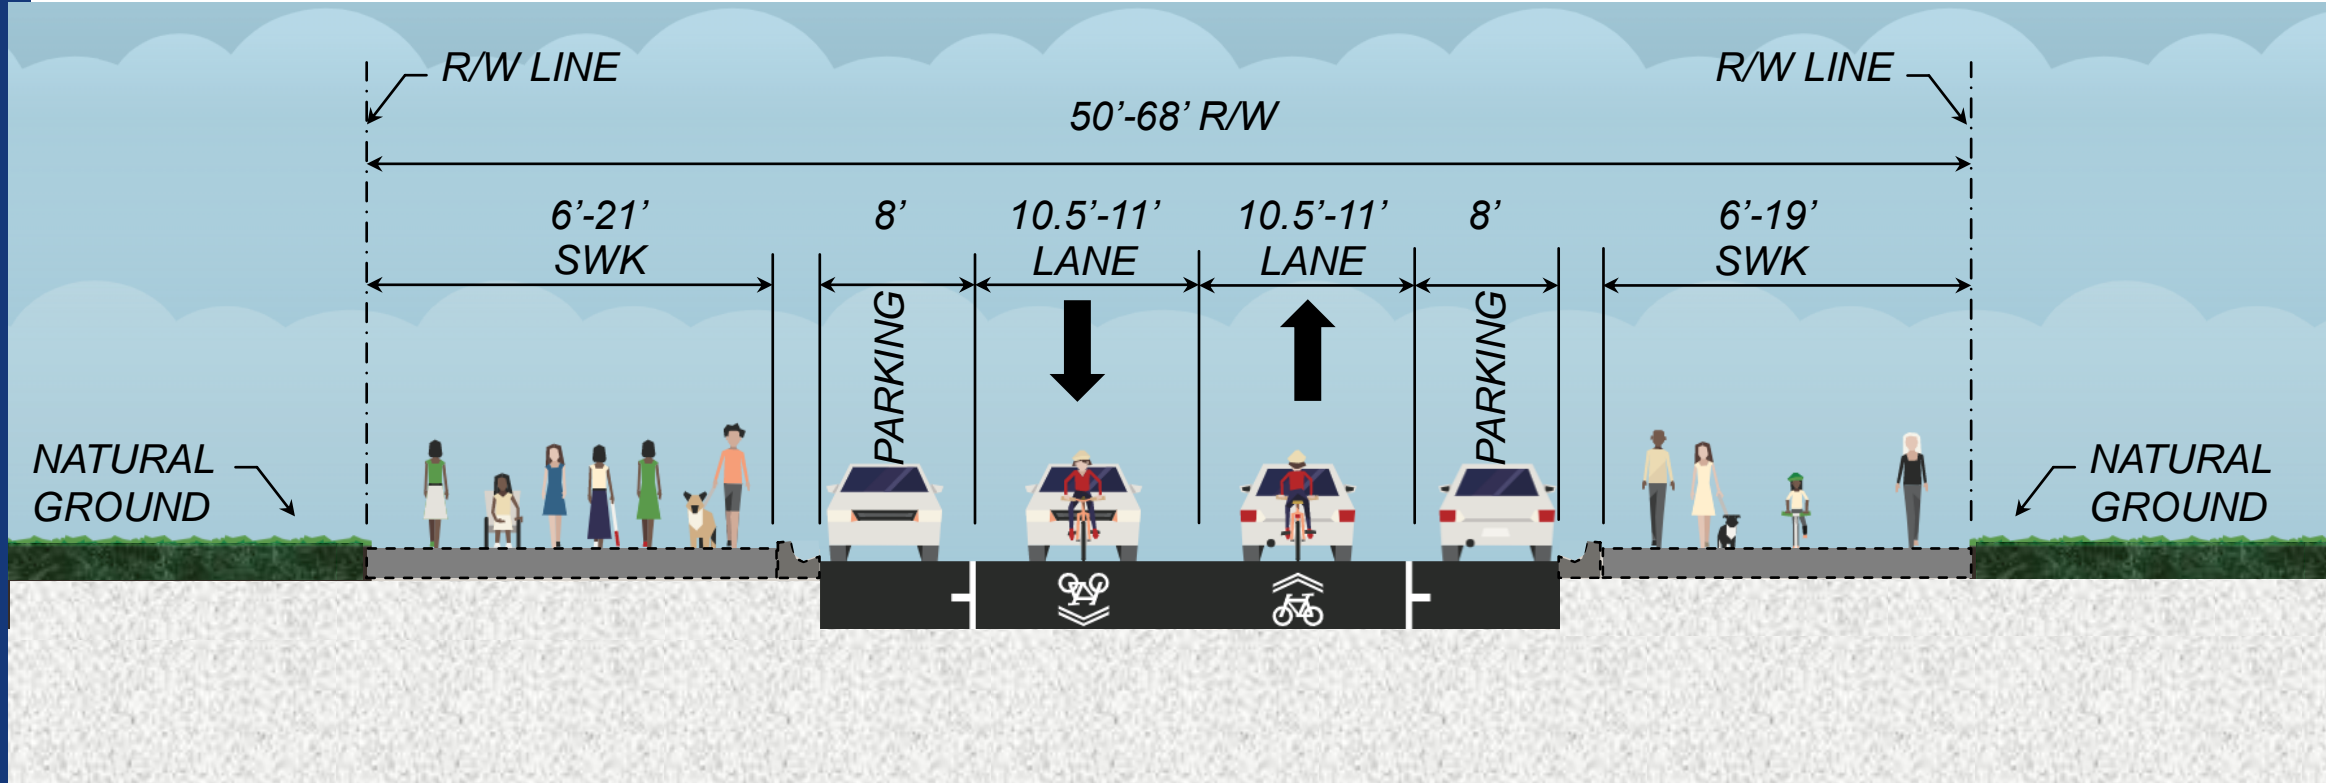 R/W LINE
R/W LINE
50’-68’ R/W
6’-21’
SWK
8’
PARKING
10.5’-11’
LANE
10.5’-11’
LANE
8’
PARKING
6’-19’
SWK
NATURAL
GROUND
NATURAL
GROUND